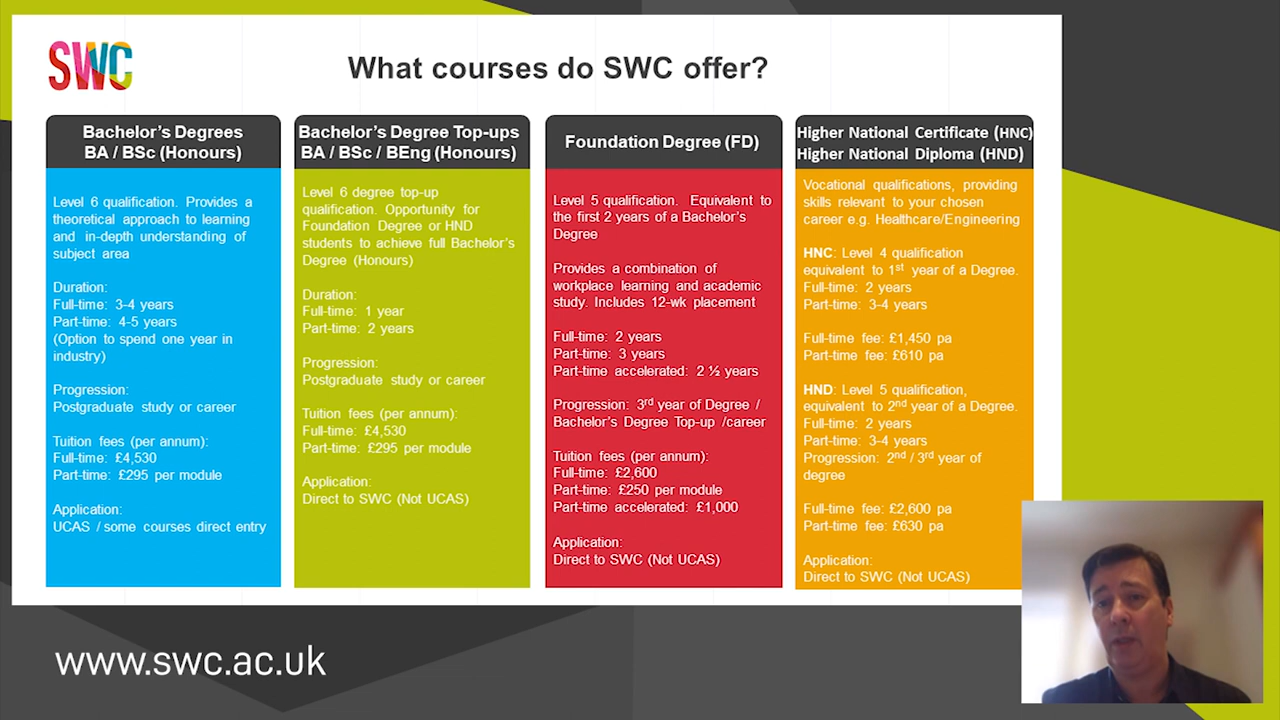 SWC
What courses do SWC offer?
Bachelor's Degrees
BA / BSc (Honours)
Level 6 qualification. Provides a
theoretical approach to learning
and in-depth understanding of
subject area
Duration:
Full-time: 3-4 years
Part-time: 4-5 years
(Option to spend one year in
industry)
Progression:
Postgraduate study or career
Tuition fees (per annum):
Full-time: £4,530
Part-time: £295 per module
Application:
UCAS / some courses direct entry
Bachelor's Degree Top-ups
BA / BSc / BEng (Honours)
Level 6 degree top-up
qualification. Opportunity for
Foundation Degree or HND
students to achieve full Bachelor's
Degree (Honours)
Duration:
Full-time: 1 year
Part-time: 2 years
Progression:
Postgraduate study or career
Tuition fees (per annum):
Full-time: £4,530
Part-time: £295 per module
Application:
Direct to SWC (Not UCAS)
Foundation Degree (FD)
Level 5 qualification. Equivalent to
the first 2 years of a Bachelor's
Degree
Provides a combination of
workplace learning and academic
study. Includes 12-wk placement
Full-time: 2 years
Part-time: 3 years
Part-time accelerated: 2 ½ years
Progression: 3rd year of Degree /
Bachelor's Degree Top-up /career
Tuition fees (per annum):
Full-time: £2,600
Part-time: £250 per module
Part-time accelerated: £1,000
Application:
Direct to SWC (Not UCAS)
Higher National Certificate (HNC)
Higher National Diploma (HND)
Vocational qualifications, providing
skills relevant to your chosen
career e.g. Healthcare/Engineering
HNC: Level 4 qualification
equivalent to 1st year of a Degree.
Full-time: 2 years
Part-time: 3-4 years
Full-time fee: £1,450 pa
Part-time fee: £610 pa
HND: Level 5 qualification,
equivalent to 2nd year of a Degree.
Full-time: 2 years
Part-time: 3-4 years
Progression: 2nd / 3rd year of
degree
Full-time fee: £2,600 pa
Part-time fee: £630 pa
Application:
Direct to SWC (Not UCAS)
www.swc.ac.uk